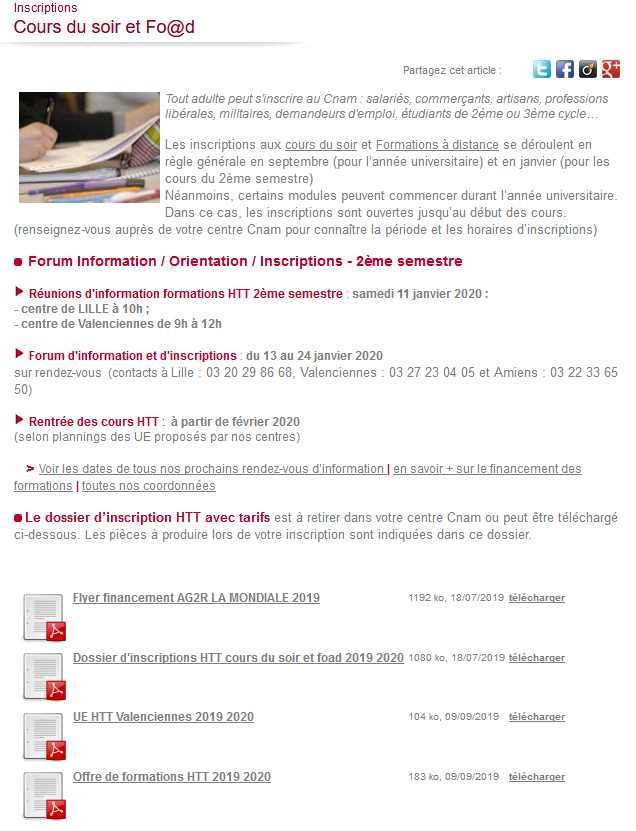 Inscriptions
Cours du soir et Fo@d
Partagez cet article :
Tout adulte peut s'inscrire au Cnam : salariés, commerçants, artisans, professions
libérales, militaires, demandeurs d'emploi, étudiants de 2ème ou 3ème cycle…
Les inscriptions aux cours du soir et Formations à distance se déroulent en
règle générale en septembre (pour l'année universitaire) et en janvier (pour les
cours du 2ème semestre)
Néanmoins, certains modules peuvent commencer durant l'année universitaire.
Dans ce cas, les inscriptions sont ouvertes jusqu'au début des cours.
(renseignez-vous auprès de votre centre Cnam pour connaître la période et les horaires d'inscriptions)
Forum Information / Orientation / Inscriptions - 2ème semestre
Réunions d'information formations HTT 2ème semestre : samedi 11 janvier 2020 :
- centre de LILLE à 10h ;
- centre de Valenciennes de 9h à 12h
Forum d'information et d'inscriptions : du 13 au 24 janvier 2020
sur rendez-vous (contacts à Lille : 03 20 29 86 68, Valenciennes : 03 27 23 04 05 et Amiens : 03 22 33 65
50)
Rentrée des cours HTT : à partir de février 2020
(selon plannings des UE proposés par nos centres)
> Voir les dates de tous nos prochains rendez-vous d'information | en savoir + sur le financement des
formations | toutes nos coordonnées
Le dossier d'inscription HTT avec tarifs est à retirer dans votre centre Cnam ou peut être téléchargé
ci-dessous. Les pièces à produire lors de votre inscription sont indiquées dans ce dossier.
Flyer financement AG2R LA MONDIALE 2019 1192 ko, 18/07/2019 télécharger
Dossier d'inscriptions HTT cours du soir et foad 2019 2020 1080 ko, 18/07/2019 télécharger
UE HTT Valenciennes 2019 2020 104 ko, 09/09/2019 télécharger
Offre de formations HTT 2019 2020 183 ko, 09/09/2019 télécharger